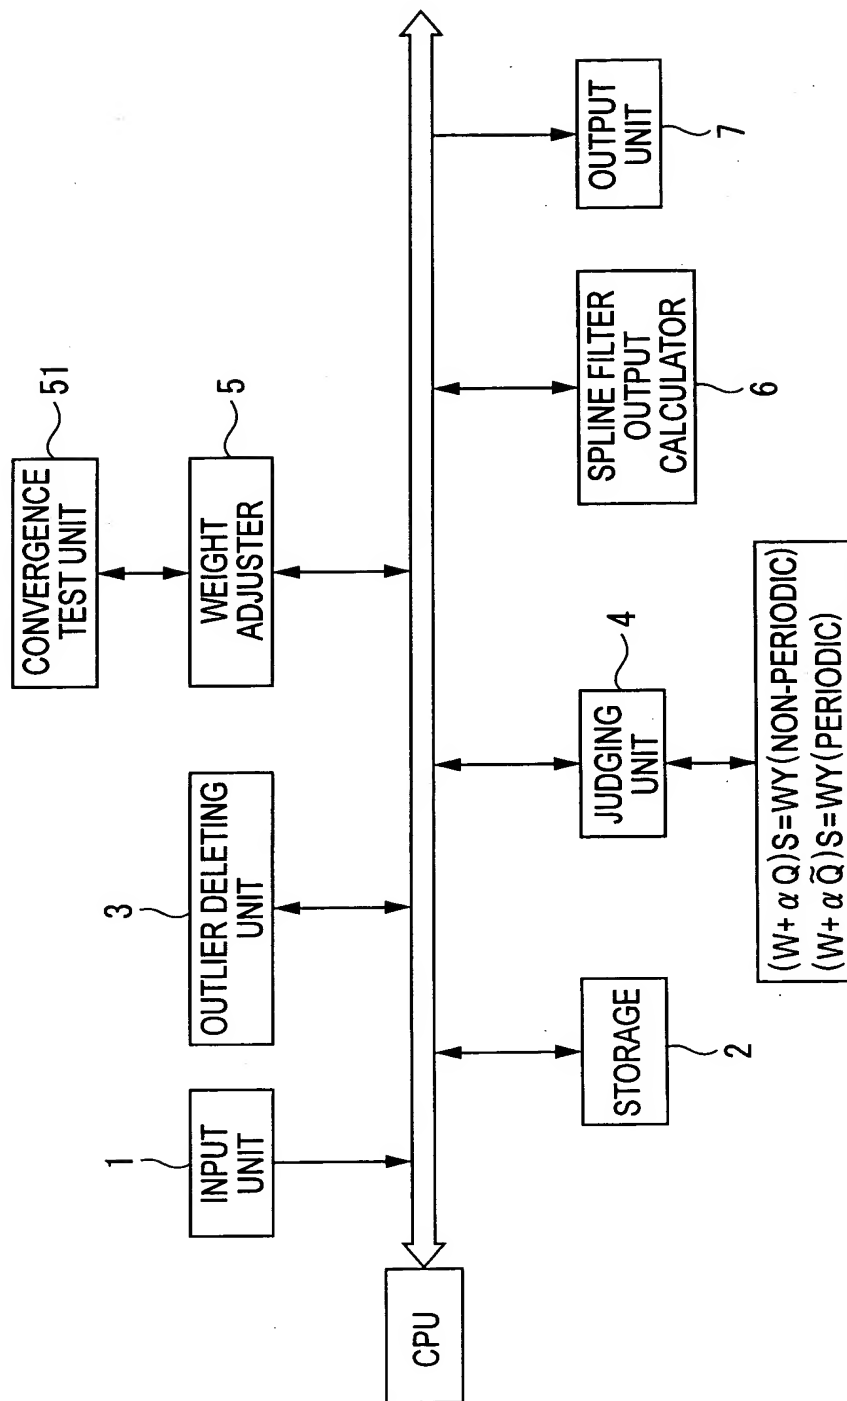 CONVERGENCE
TEST UNIT
51
WEIGHT
ADJUSTER
5
OUTLIER DELETING
UNIT
3
INPUT
UNIT
1
CPU
STORAGE
2
JUDGING
UNIT
4
(W+αQ)S=WY(NON-PERIODIC)
(W+αQ̃)S=WY(PERIODIC)
SPLINE FILTER
OUTPUT
CALCULATOR
6
OUTPUT
UNIT
7